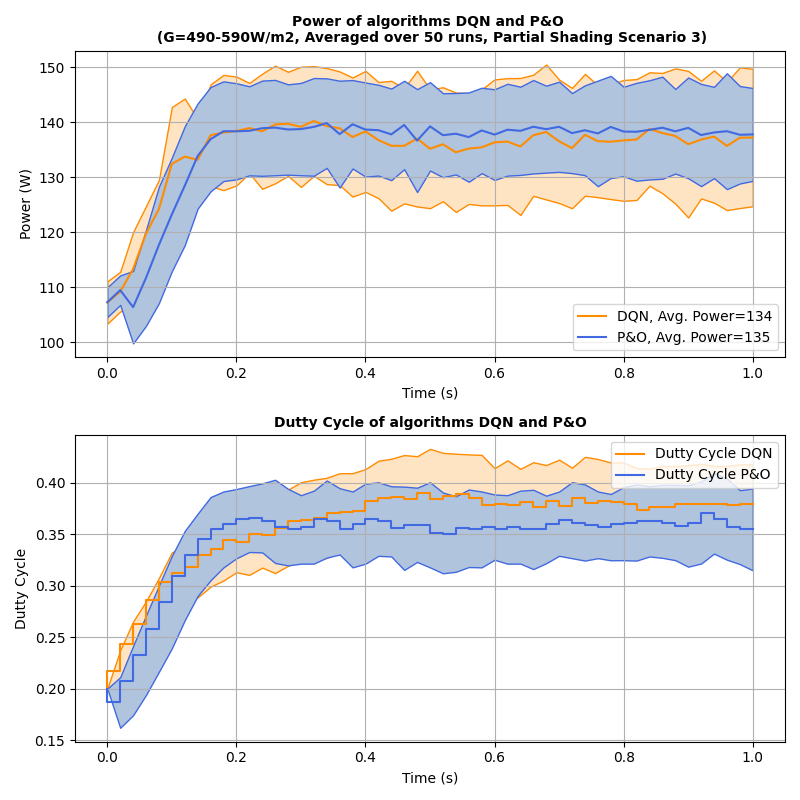 Power of algorithms DQN and P&O
(G=490-590W/m2, Averaged over 50 runs, Partial Shading Scenario 3)
150
140
130
120
110
100
Power (W)
DQN, Avg. Power=134
P&O, Avg. Power=135
0.0 0.2 0.4 0.6 0.8 1.0
Time (s)
Dutty Cycle of algorithms DQN and P&O
0.40
0.35
0.30
0.25
0.20
0.15
Dutty Cycle
Dutty Cycle DQN
Dutty Cycle P&O
0.0 0.2 0.4 0.6 0.8 1.0
Time (s)